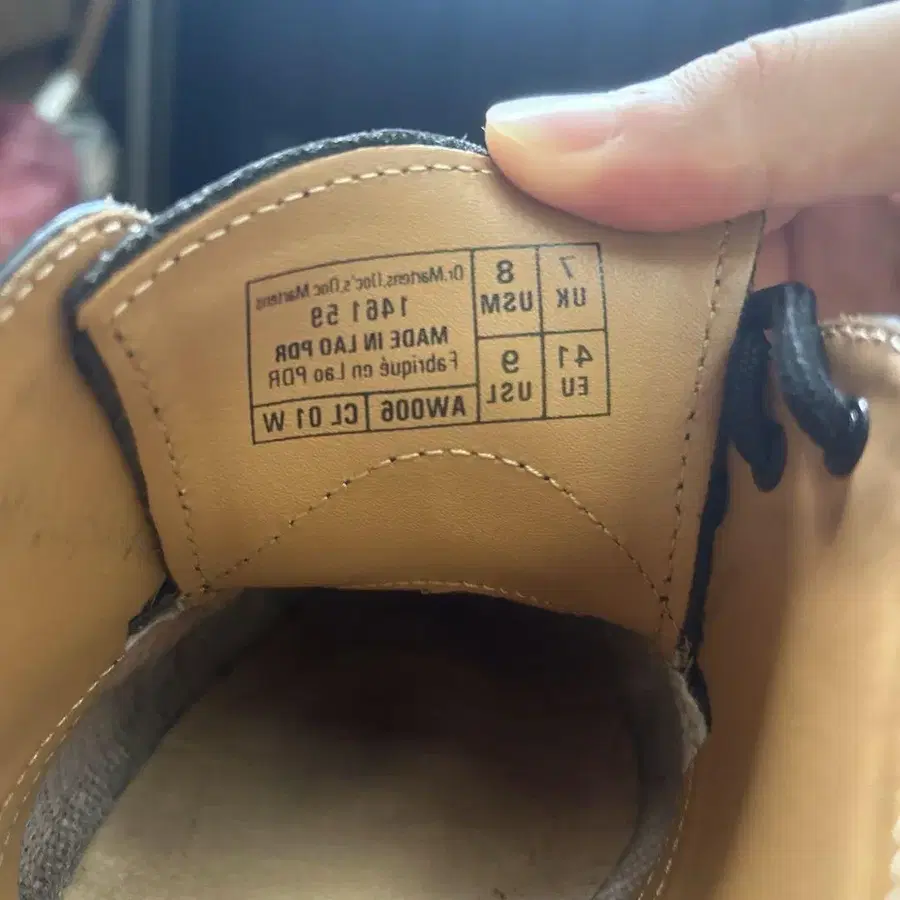 7
UK
8
USM
41
EU
9
USL
Dr.Martens,Doc's,Doc Martens
1461 59
MADE IN LAO PDR
Fabriqué en Lao PDR
AW006
CL 01 W